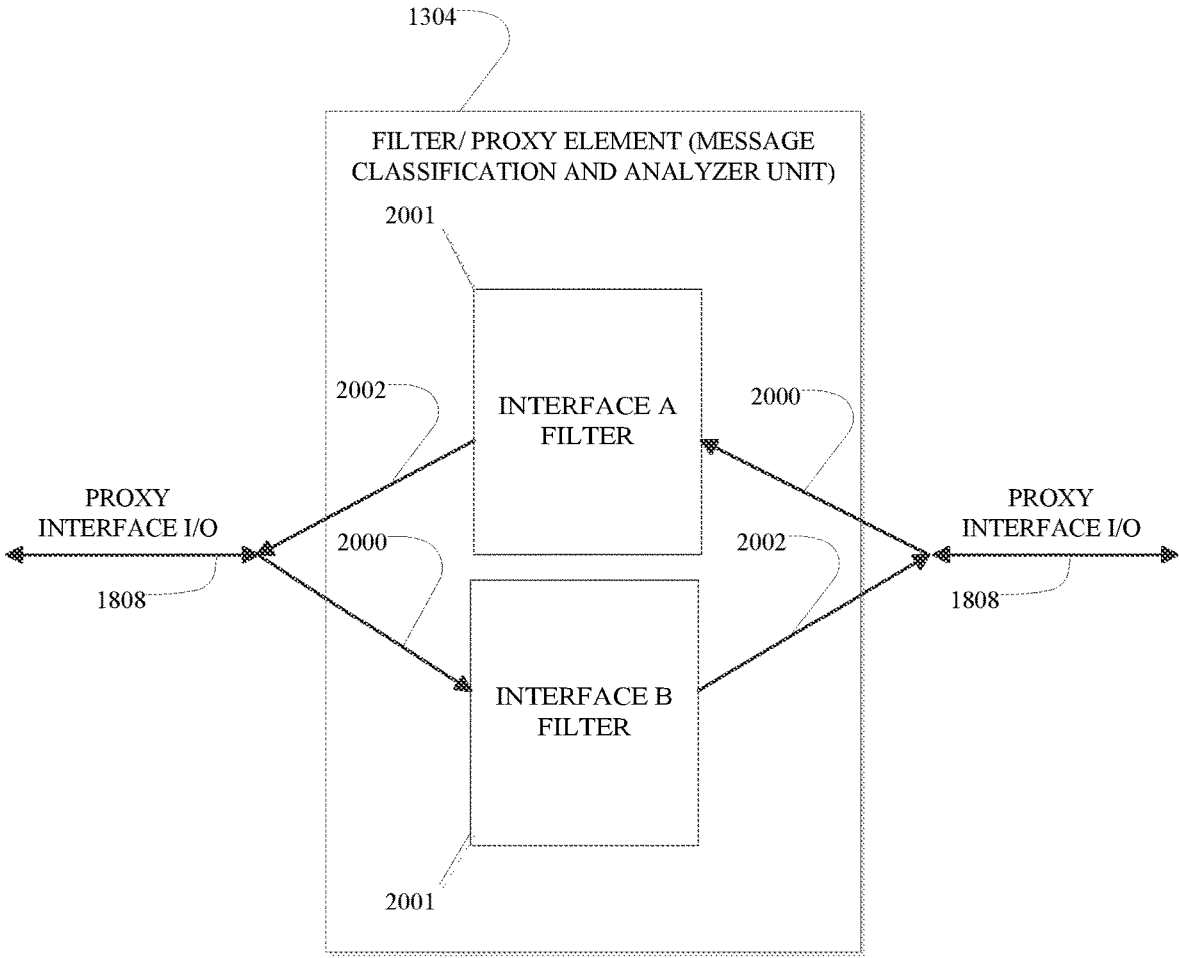 1304
FILTER/ PROXY ELEMENT (MESSAGE
CLASSIFICATION AND ANALYZER UNIT)
2001
2002
INTERFACE A
FILTER
2000
PROXY
INTERFACE I/O
1808
2000
2002
PROXY
INTERFACE I/O
1808
INTERFACE B
FILTER
2001